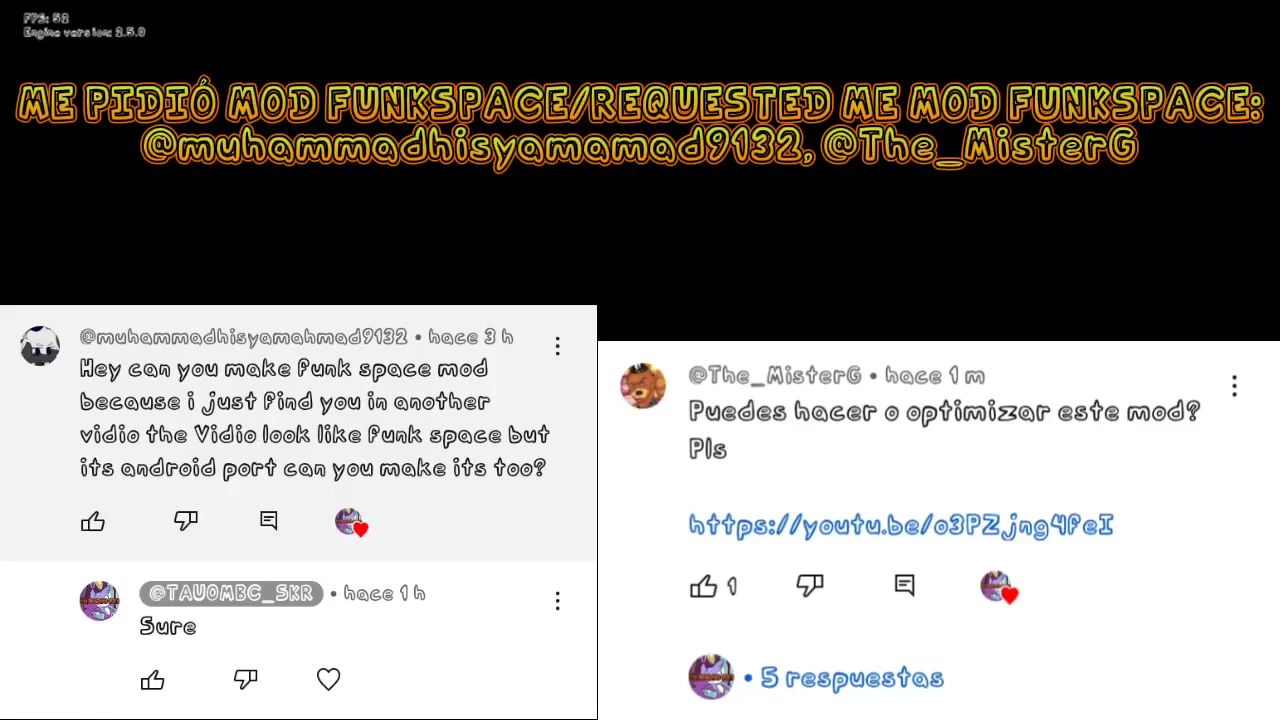 FPS: 52
Engine version: 2.5.0
ME PIDIÓ MOD FUNKSPACE/REQUESTED ME MOD FUNKSPACE:
@muhammadhisyamamad9132, @The_MisterG
@muhammadhisyamahmad9132 • hace 3 h
Hey can you make funk space mod
because i just find you in another
vidio the Vidio look like funk space but
its android port can you make its too?
@TAUOMBC_SKR • hace 1 h
Sure
@The_MisterG • hace 1 m
Puedes hacer o optimizar este mod?
Pls
https://youtu.be/o3PZjng4feI
1
• 5 respuestas